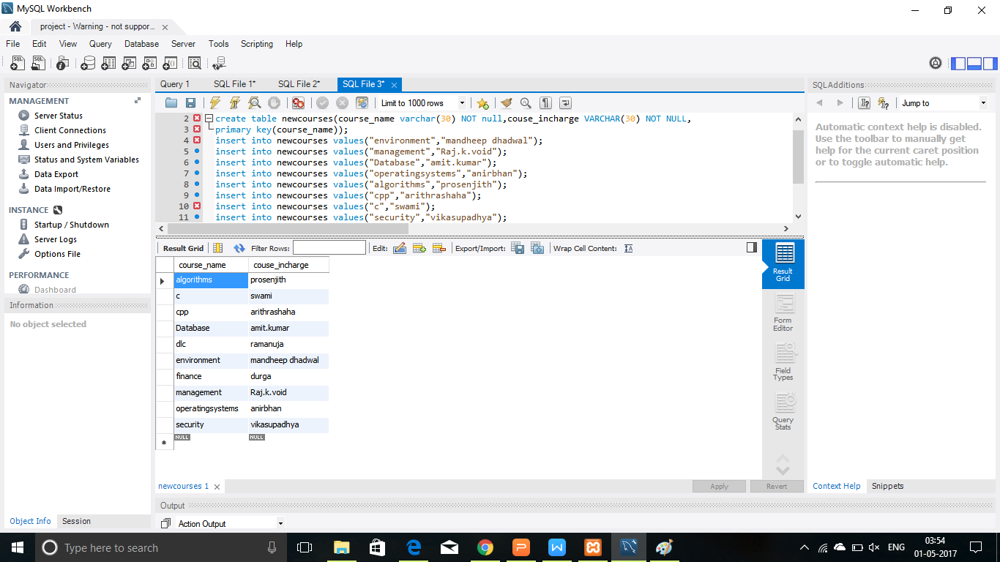 MySQL Workbench
project - Warning - not suppor...
File Edit View Query Database Server Tools Scripting Help
Navigator
MANAGEMENT
Server Status
Client Connections
Users and Privileges
Status and System Variables
Data Export
Data Import/Restore
INSTANCE
Startup / Shutdown
Server Logs
Options File
PERFORMANCE
Dashboard
Information
No object selected
Object Info Session
Query 1 SQL File 1* SQL File 2* SQL File 3*
Limit to 1000 rows
2 create table newcourses(course_name varchar(30) NOT null,couse_incharge VARCHAR(30) NOT NULL,
3 primary key(course_name));
4 insert into newcourses values("environment","mandheep dhadwal");
5 insert into newcourses values("management","Raj.k.void");
6 insert into newcourses values("Database","amit.kumar");
7 insert into newcourses values("operatingsystems","anirbhan");
8 insert into newcourses values("algorithms","prosenjith");
9 insert into newcourses values("cpp","arithrashaha");
10 insert into newcourses values("c","swami");
11 insert into newcourses values("security","vikasupadhya");
Result Grid Filter Rows: Edit: Export/Import: Wrap Cell Content:
course_name couse_incharge
algorithms prosenjith
c swami
cpp arithrashaha
Database amit.kumar
dlc ramanuja
environment mandheep dhadwal
finance durga
management Raj.k.void
operatingsystems anirbhan
security vikasupadhya
NULL NULL
Result
Grid
Form
Editor
Field
Types
Query
Stats
newcourses 1 Apply Revert
Output
Action Output
SQLAdditions
Jump to
Automatic context help is disabled.
Use the toolbar to manually get
help for the current caret position
or to toggle automatic help.
Context Help Snippets
Type here to search
ENG
03:54
01-05-2017